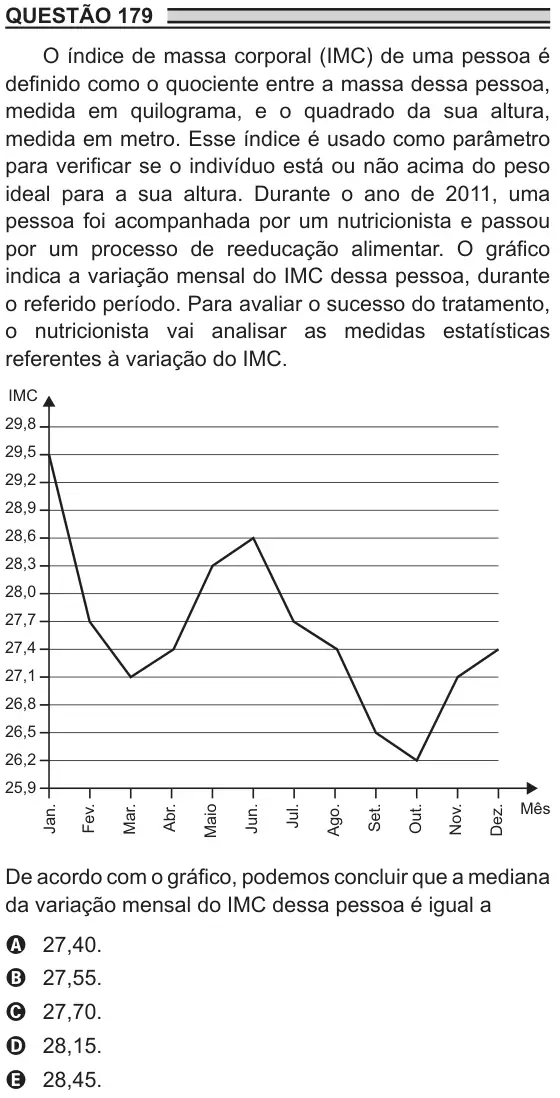 QUESTÃO 179
O índice de massa corporal (IMC) de uma pessoa é
definido como o quociente entre a massa dessa pessoa,
medida em quilograma, e o quadrado da sua altura,
medida em metro. Esse índice é usado como parâmetro
para verificar se o indivíduo está ou não acima do peso
ideal para a sua altura. Durante o ano de 2011, uma
pessoa foi acompanhada por um nutricionista e passou
por um processo de reeducação alimentar. O gráfico
indica a variação mensal do IMC dessa pessoa, durante
o referido período. Para avaliar o sucesso do tratamento,
o nutricionista vai analisar as medidas estatísticas
referentes à variação do IMC.
IMC
29,8
29,5
29,2
28,9
28,6
28,3
28,0
27,7
27,4
27,1
26,8
26,5
26,2
25,9
Jan.
Fev.
Mar.
Abr.
Maio
Jun.
Jul.
Ago.
Set.
Out.
Nov.
Dez.
Mês
De acordo com o gráfico, podemos concluir que a mediana
da variação mensal do IMC dessa pessoa é igual a
A 27,40.
B 27,55.
C 27,70.
D 28,15.
E 28,45.